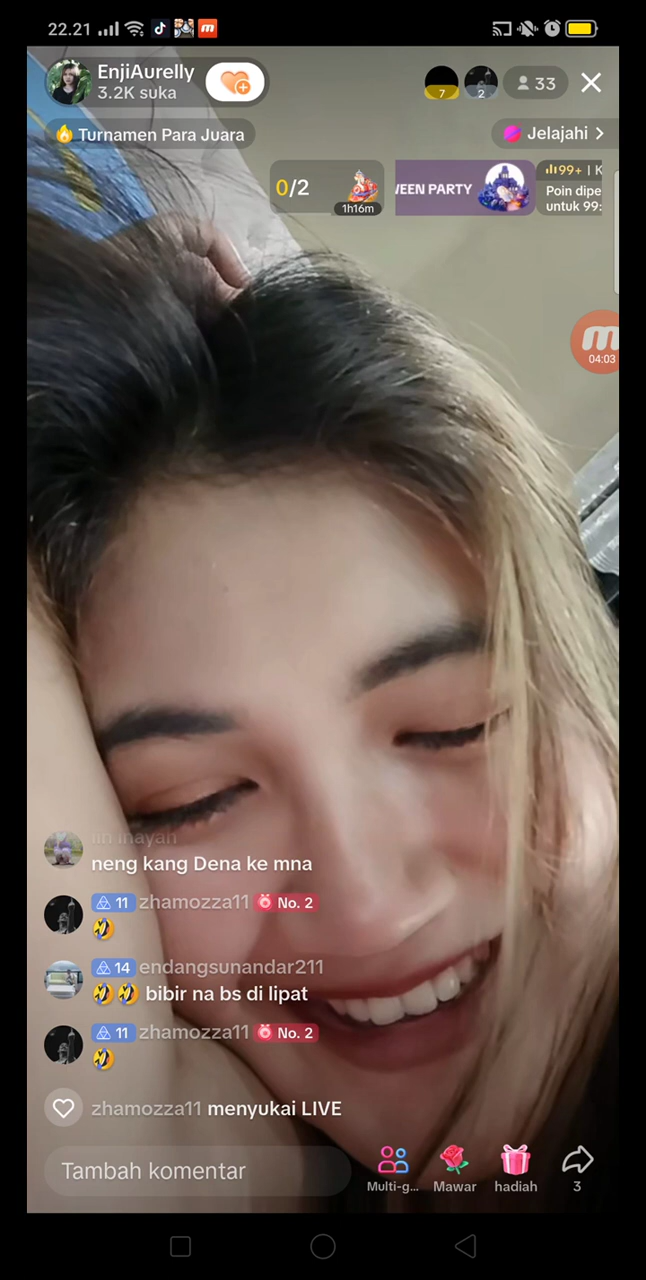 22.21
EnjiAurelly
3.2K suka
7
2
33
Turnamen Para Juara
Jelajahi >
0/2
1h16m
EEN PARTY
99+ | K
Poin dipe
untuk 99:
04:03
iin inayah
neng kang Dena ke mna
11 zhamozza11 No. 2
🤣
14 endangsunandar211
🤣🤣 bibir na bs di lipat
11 zhamozza11 No. 2
🤣
zhamozza11 menyukai LIVE
Tambah komentar
Multi-g...
Mawar
hadiah
3